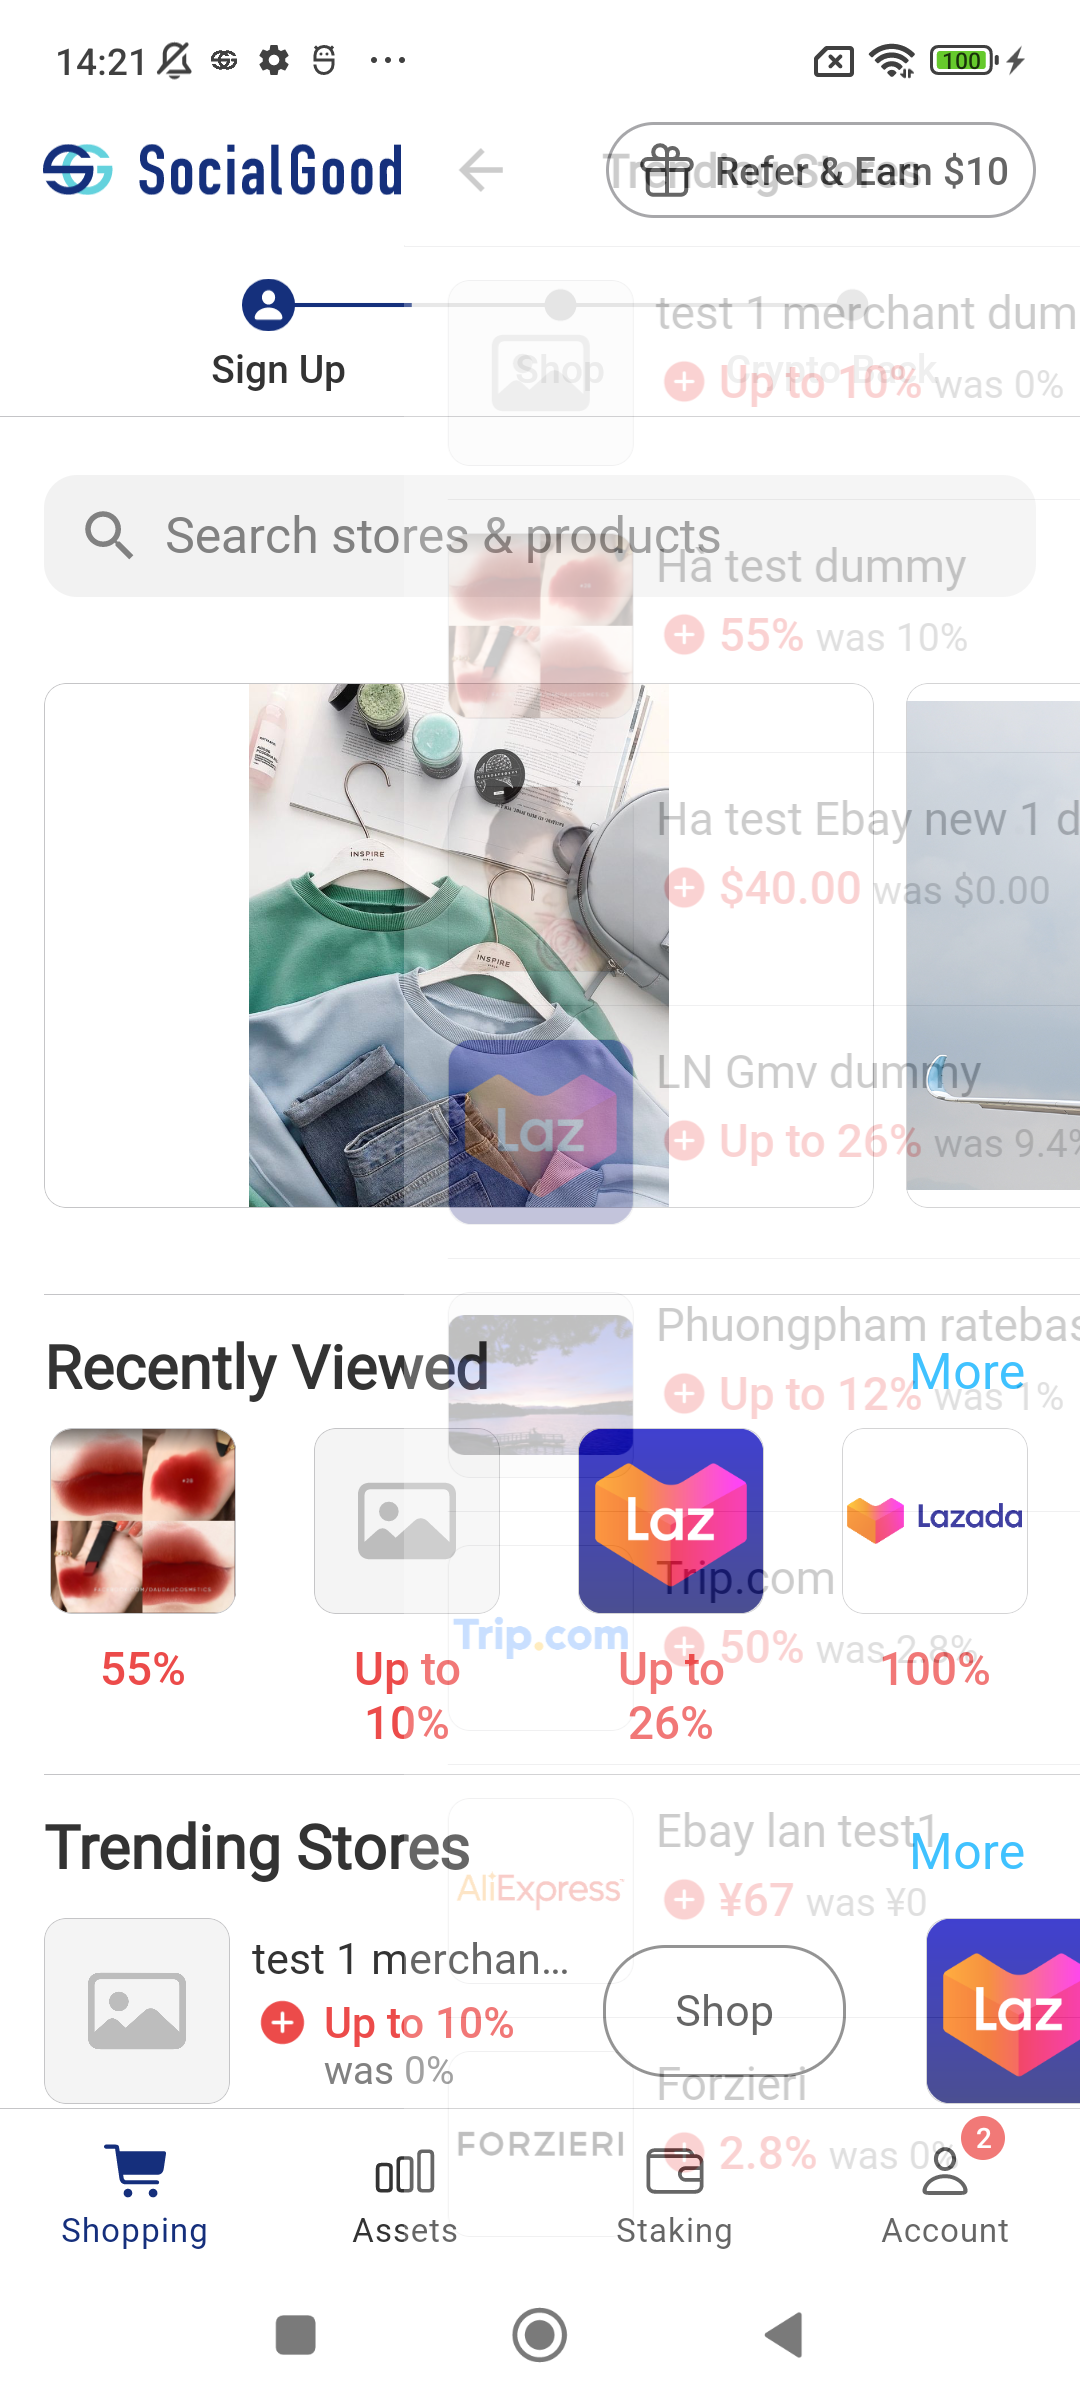 14:21
100
SocialGood
Trending Stores
Refer & Earn $10
Sign Up
Shop
Crypto Back
test 1 merchant dum
Up to 10% was 0%
Search stores & products
Ha test dummy
55% was 10%
INSPIRE
INSPIRE
Ha test Ebay new 1 d
$40.00 was $0.00
Laz
LN Gmv dummy
Up to 26% was 9.4%
Phuongpham ratebas
Up to 12% was 1%
Recently Viewed
More
Laz
Lazada
Trip.com
Trip.com
50% was 2.8%
55%
Up to
10%
Up to
26%
100%
Trending Stores
More
Ebay lan test1
AliExpress
¥67 was ¥0
test 1 merchan...
Up to 10%
was 0%
Shop
Laz
Forzieri
FORZIERI
2.8% was 0%
2
Shopping
Assets
Staking
Account